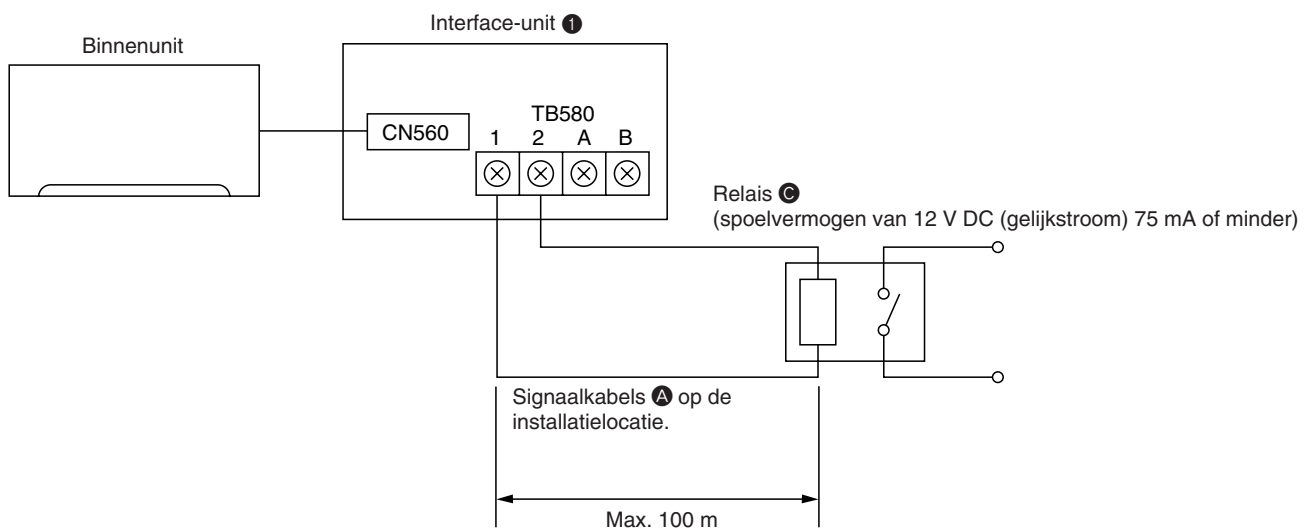 Interface-unit ❶
Binnenunit
CN560
TB580
1 2 A B
Relais 🅒
(spoelvermogen van 12 V DC (gelijkstroom) 75 mA of minder)
Signaalkabels 🅐 op de
installatielocatie.
Max. 100 m